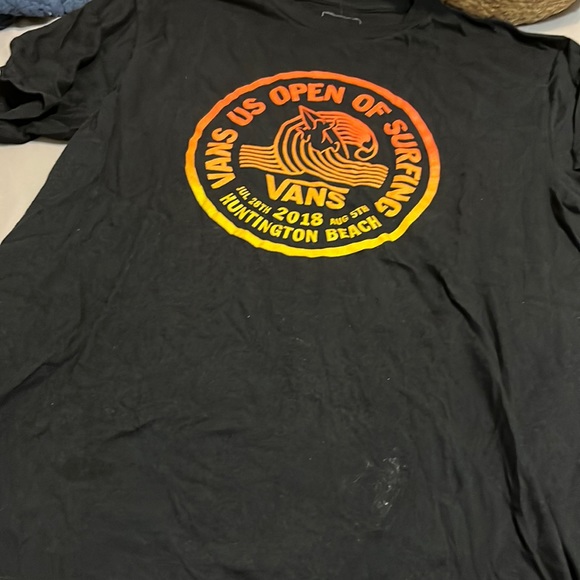 VANS US OPEN OF SURFING
VANS
JUL 28TH 2018 AUG 5TH
HUNTINGTON BEACH